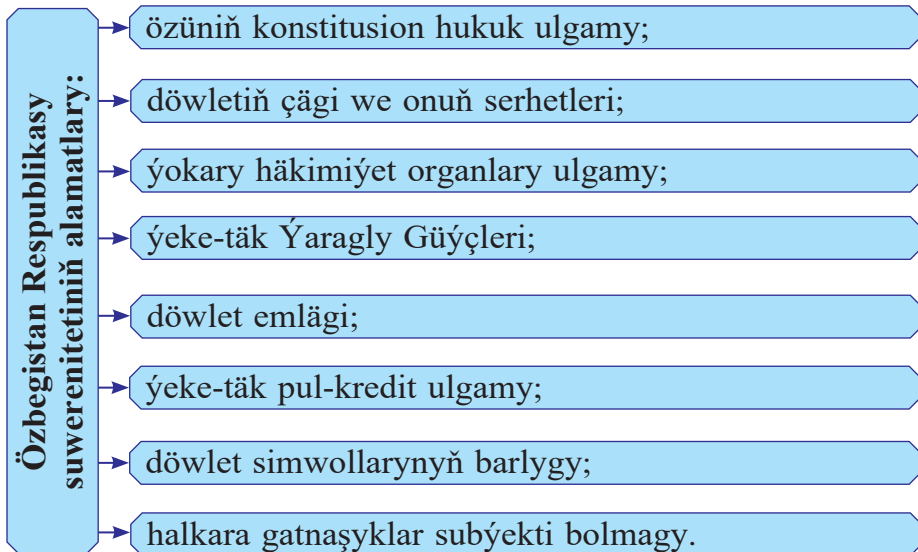 Özbegistan Respublikasy
suwerenitetiniň alamatlary:
özüniň konstitusion hukuk ulgamy;
döwletiň çägi we onuň serhetleri;
ýokary häkimiýet organlary ulgamy;
ýeke-täk Ýaragly Güýçleri;
döwlet emlägi;
ýeke-täk pul-kredit ulgamy;
döwlet simwollarynyň barlygy;
halkara gatnaşyklar subýekti bolmagy.